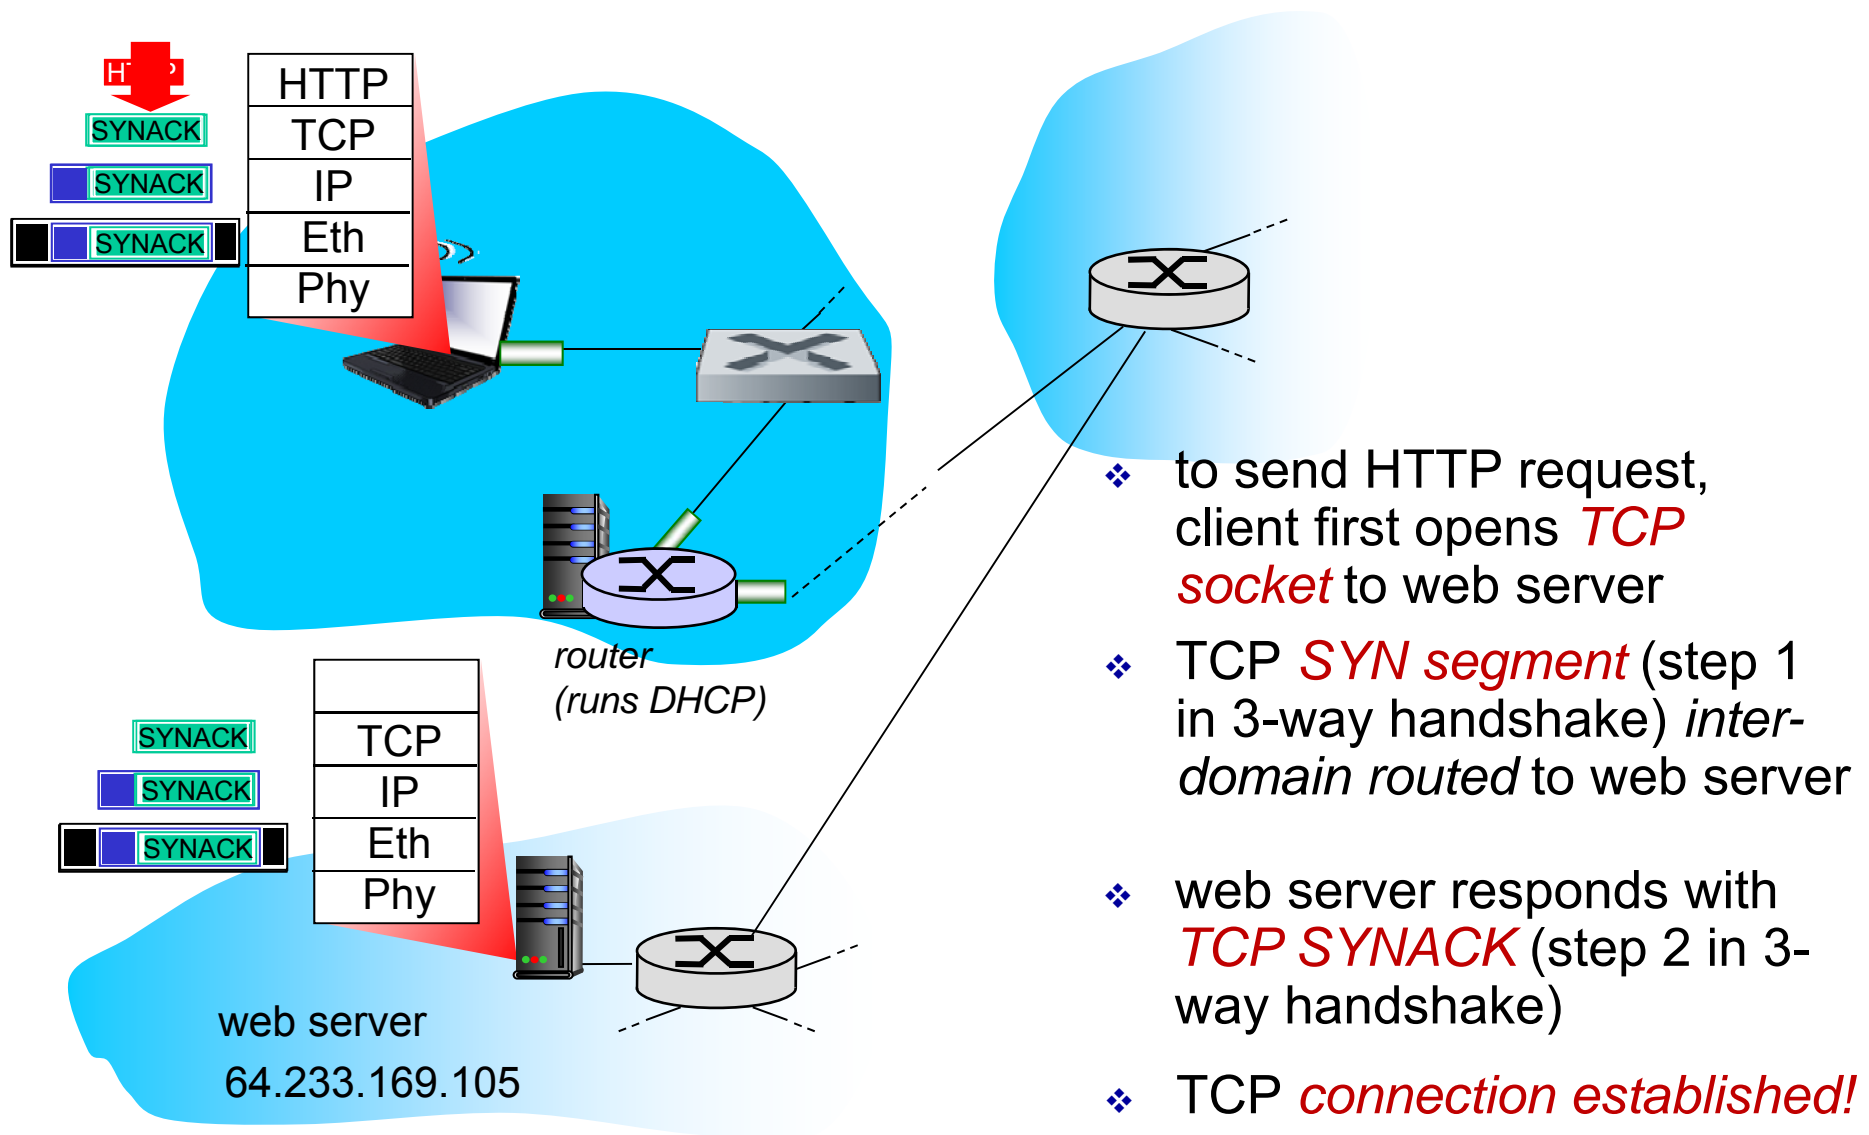 HTTP
SYNACK
SYNACK
SYNACK
HTTP
TCP
IP
Eth
Phy
router
(runs DHCP)
SYNACK
SYNACK
SYNACK
TCP
IP
Eth
Phy
web server
64.233.169.105
to send HTTP request,
client first opens TCP
socket to web server
TCP SYN segment (step 1
in 3-way handshake) inter-
domain routed to web server
web server responds with
TCP SYNACK (step 2 in 3-
way handshake)
TCP connection established!